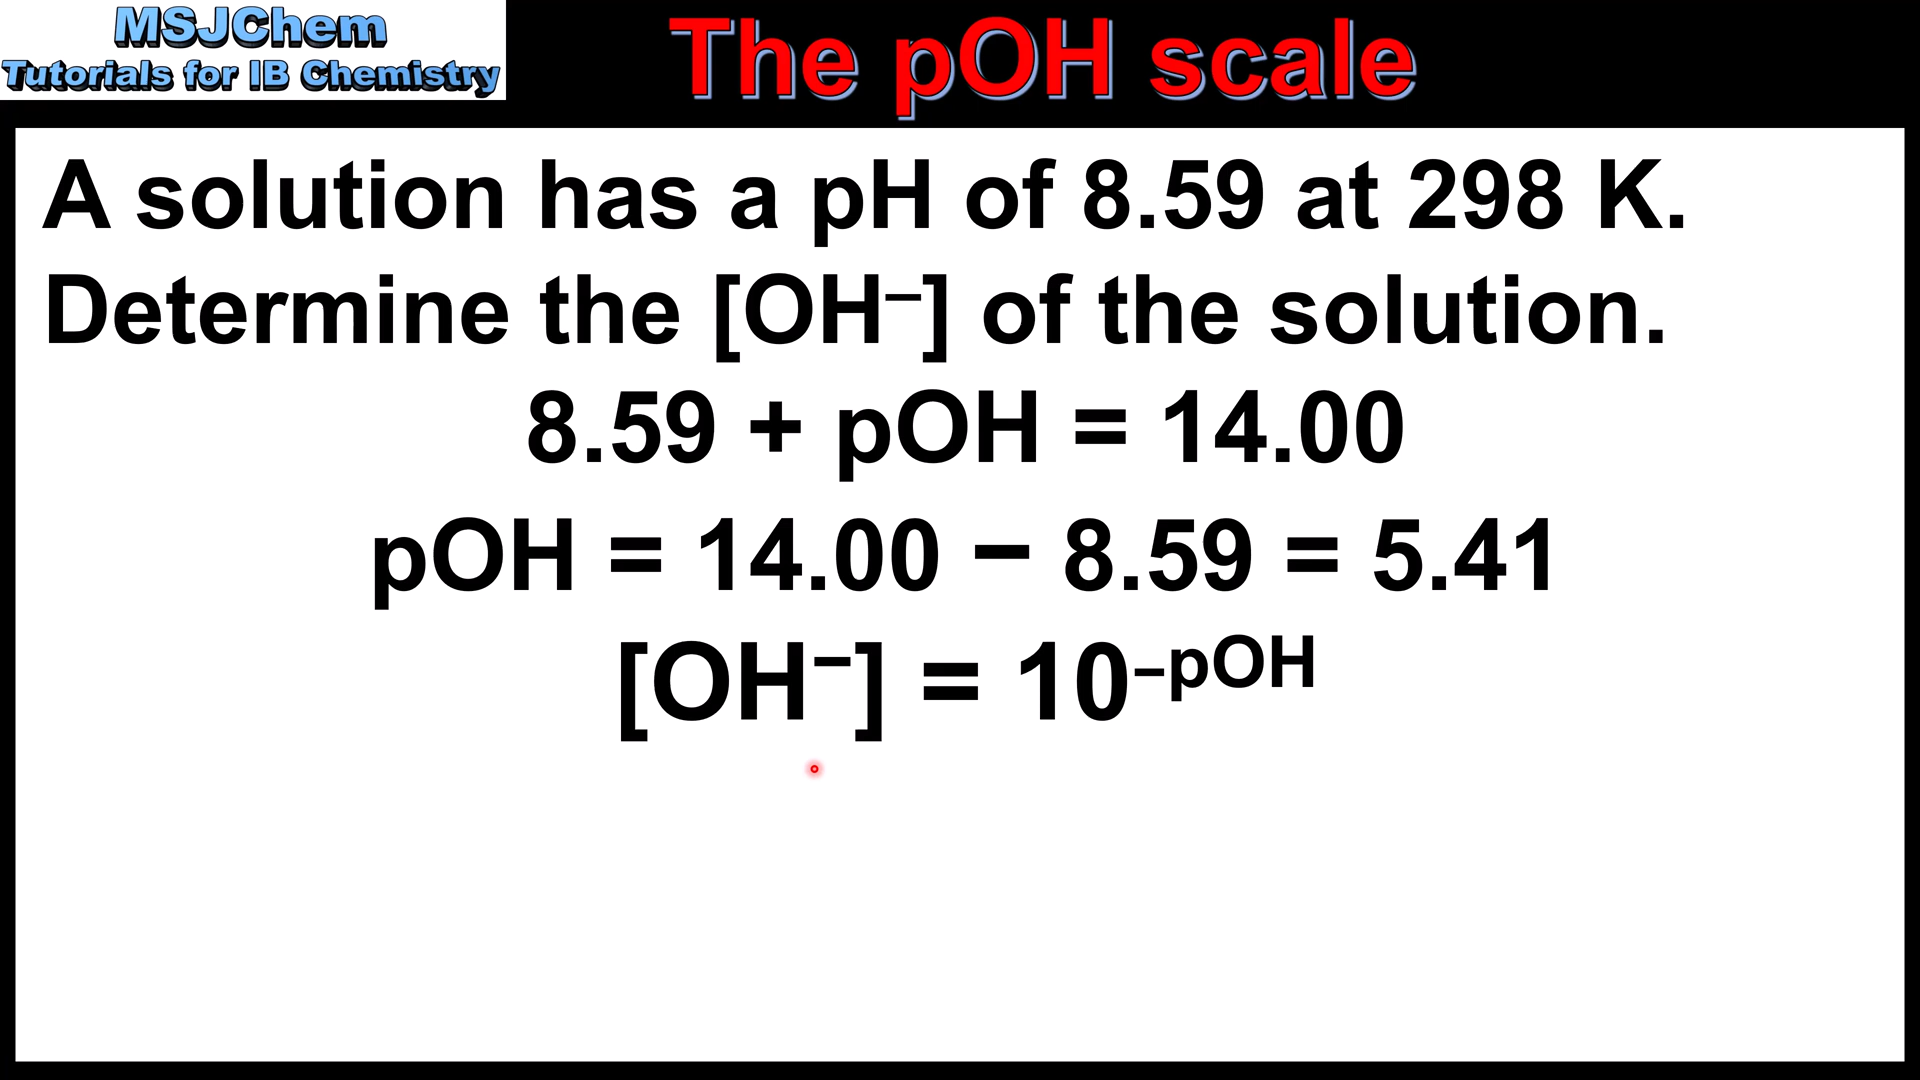 MSJChem
Tutorials for IB Chemistry
The pOH scale
A solution has a pH of 8.59 at 298 K.
Determine the [OH⁻] of the solution.
8.59 + pOH = 14.00
pOH = 14.00 − 8.59 = 5.41
[OH⁻] = 10⁻ᵖᴼᴴ